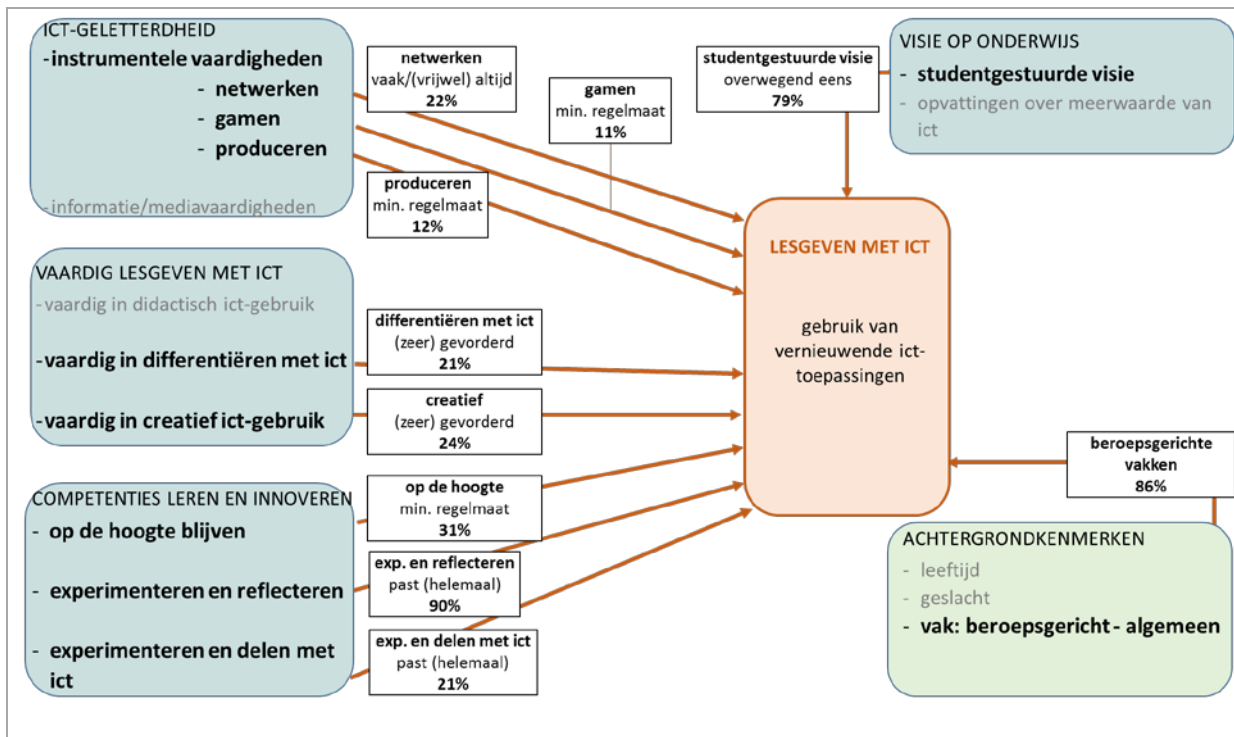 ICT-GELETTERDHEID
-instrumentele vaardigheden
- netwerken
- gamen
- produceren
-informatie/mediavaardigheden
netwerken
vaak/(vrijwel) altijd
22%
gamen
min. regelmaat
11%
produceren
min. regelmaat
12%
studentgestuurde visie
overwegend eens
79%
VISIE OP ONDERWIJS
- studentgestuurde visie
- opvattingen over meerwaarde van
ict
VAARDIG LESGEVEN MET ICT
-vaardig in didactisch ict-gebruik
-vaardig in differentiëren met ict
-vaardig in creatief ict-gebruik
differentiëren met ict
(zeer) gevorderd
21%
creatief
(zeer) gevorderd
24%
LESGEVEN MET ICT
gebruik van
vernieuwende ict-
toepassingen
COMPETENTIES LEREN EN INNOVEREN
- op de hoogte blijven
- experimenteren en reflecteren
- experimenteren en delen met
ict
op de hoogte
min. regelmaat
31%
exp. en reflecteren
past (helemaal)
90%
exp. en delen met ict
past (helemaal)
21%
beroepsgerichte
vakken
86%
ACHTERGRONDKENMERKEN
- leeftijd
- geslacht
- vak: beroepsgericht - algemeen